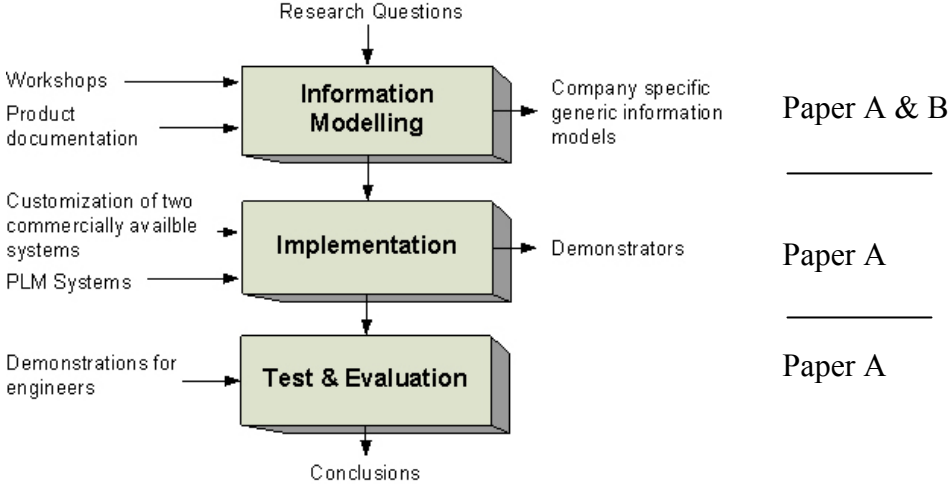 Research Questions
Workshops
Product
documentation
Information
Modelling
Company specific
generic information
models
Paper A & B
Customization of two
commercially availble
systems
PLM Systems
Implementation
Demonstrators
Paper A
Demonstrations for
engineers
Test & Evaluation
Paper A
Conclusions